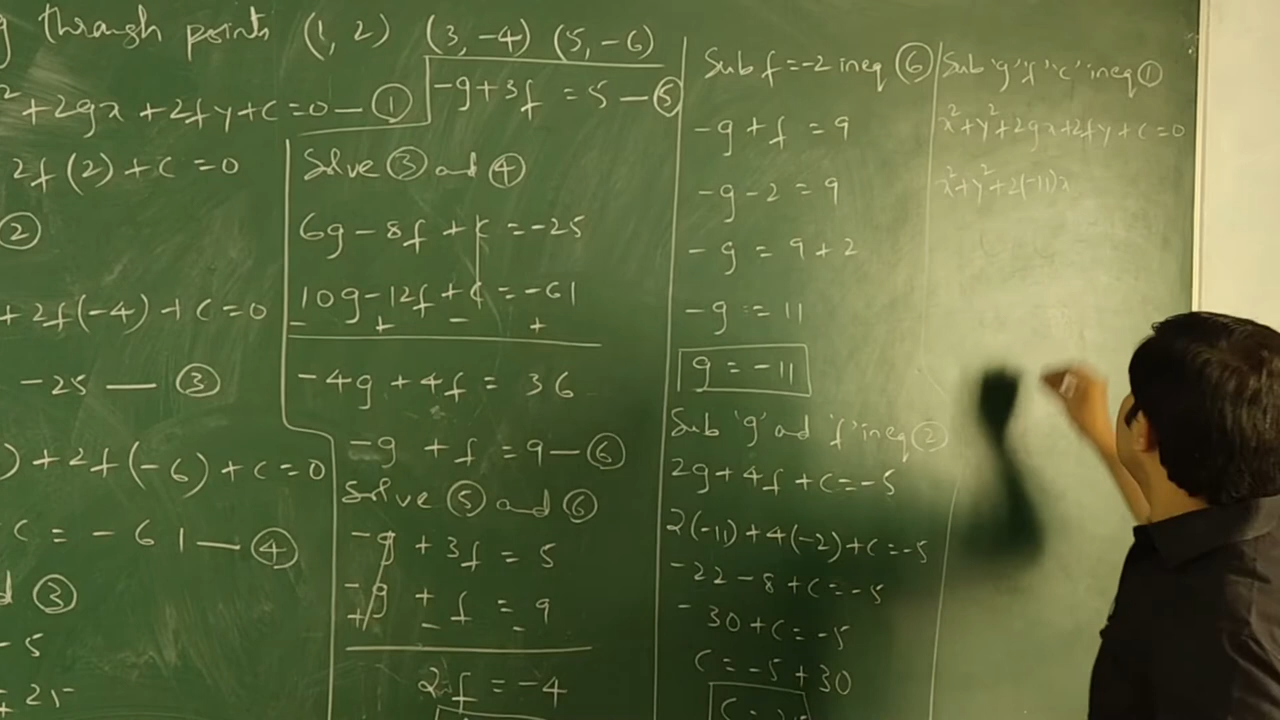 through points (1, 2) (3, -4) (5, -6)
² + 2gx + 2fy + c = 0 — ①
2f(2) + c = 0
②
+ 2f(-4) + c = 0
-25 — ③
) + 2f(-6) + c = 0
c = -61 — ④
③
-5
-g + 3f = 5 — ⑤
Solve ③ and ④
6g - 8f + c = -25
10g - 12f + c = -61
- + - +
-4g + 4f = 36
-g + f = 9 — ⑥
Solve ⑤ and ⑥
-g + 3f = 5
-g + f = 9
+ - -
2f = -4
Sub f = -2 in eq ⑥
-g + f = 9
-g - 2 = 9
-g = 9 + 2
-g = 11
g = -11
Sub 'g' and 'f' in eq ②
2g + 4f + c = -5
2(-11) + 4(-2) + c = -5
-22 - 8 + c = -5
-30 + c = -5
c = -5 + 30
Sub 'g' 'f' 'c' in eq ①
x² + y² + 2gx + 2fy + c = 0
x² + y² + 2(-11)x